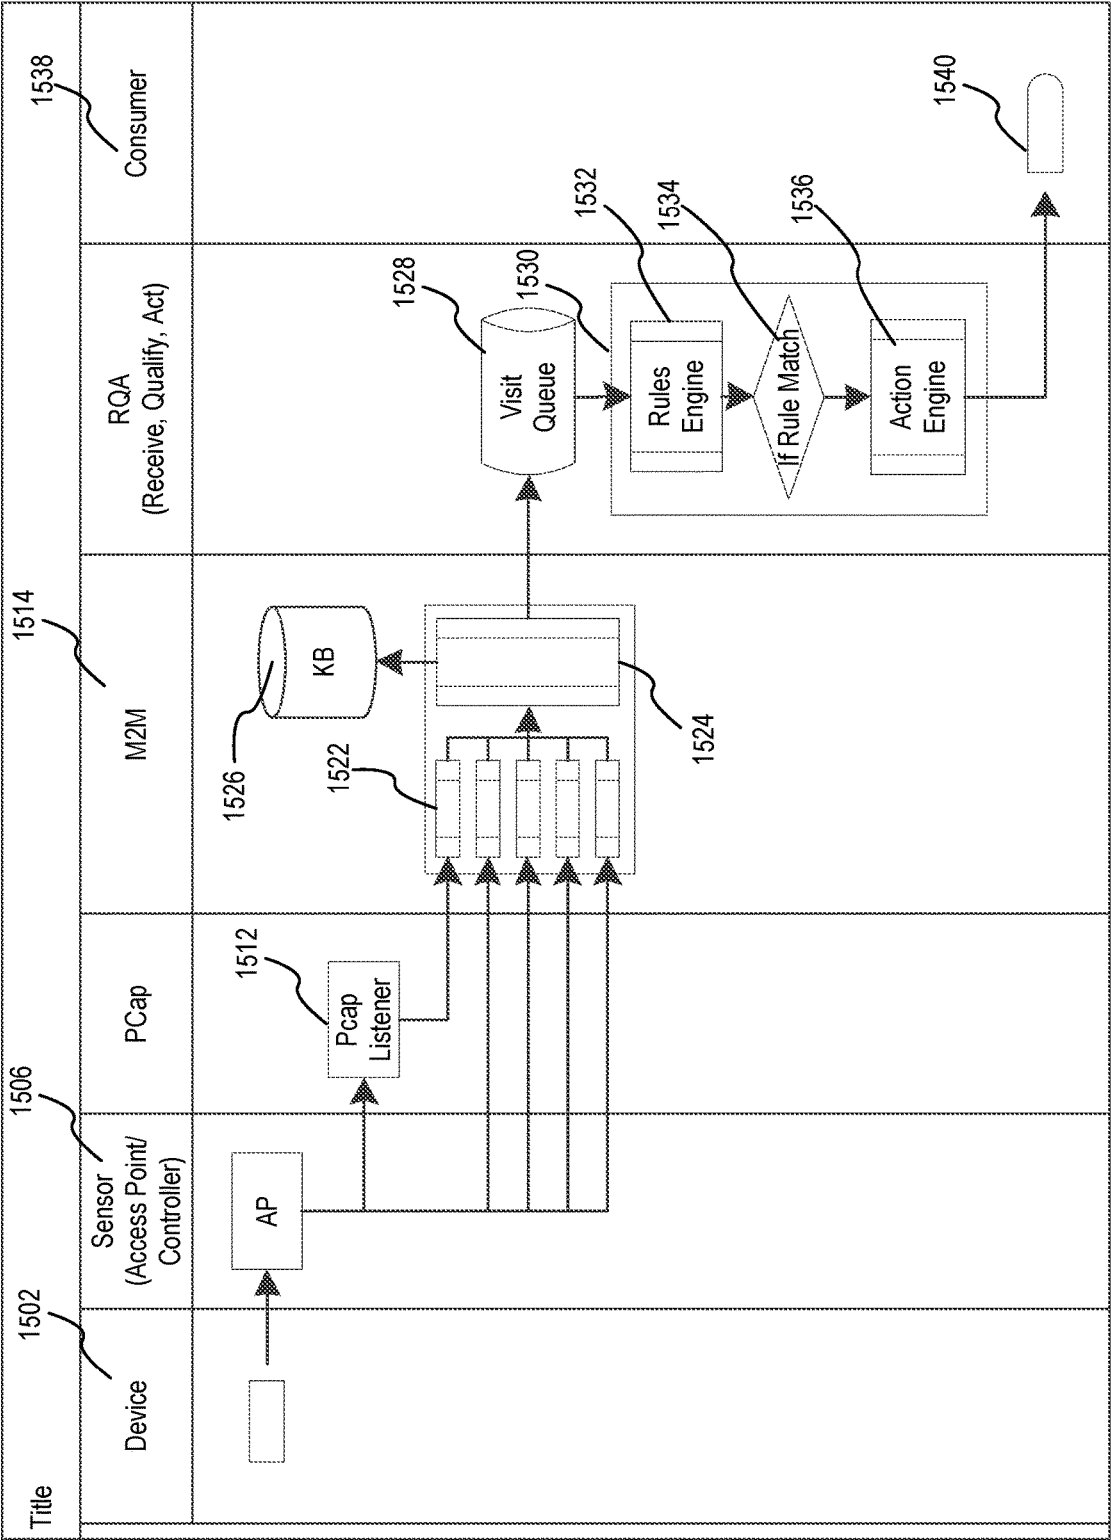 Title
1502
1506
1514
1538
Device
Sensor
(Access Point/
Controller)
PCap
M2M
RQA
(Receive, Qualify, Act)
Consumer
AP
1512
Pcap
Listener
1526
KB
1522
1524
1528
Visit
Queue
1530
1532
Rules
Engine
1534
If Rule Match
1536
Action
Engine
1540